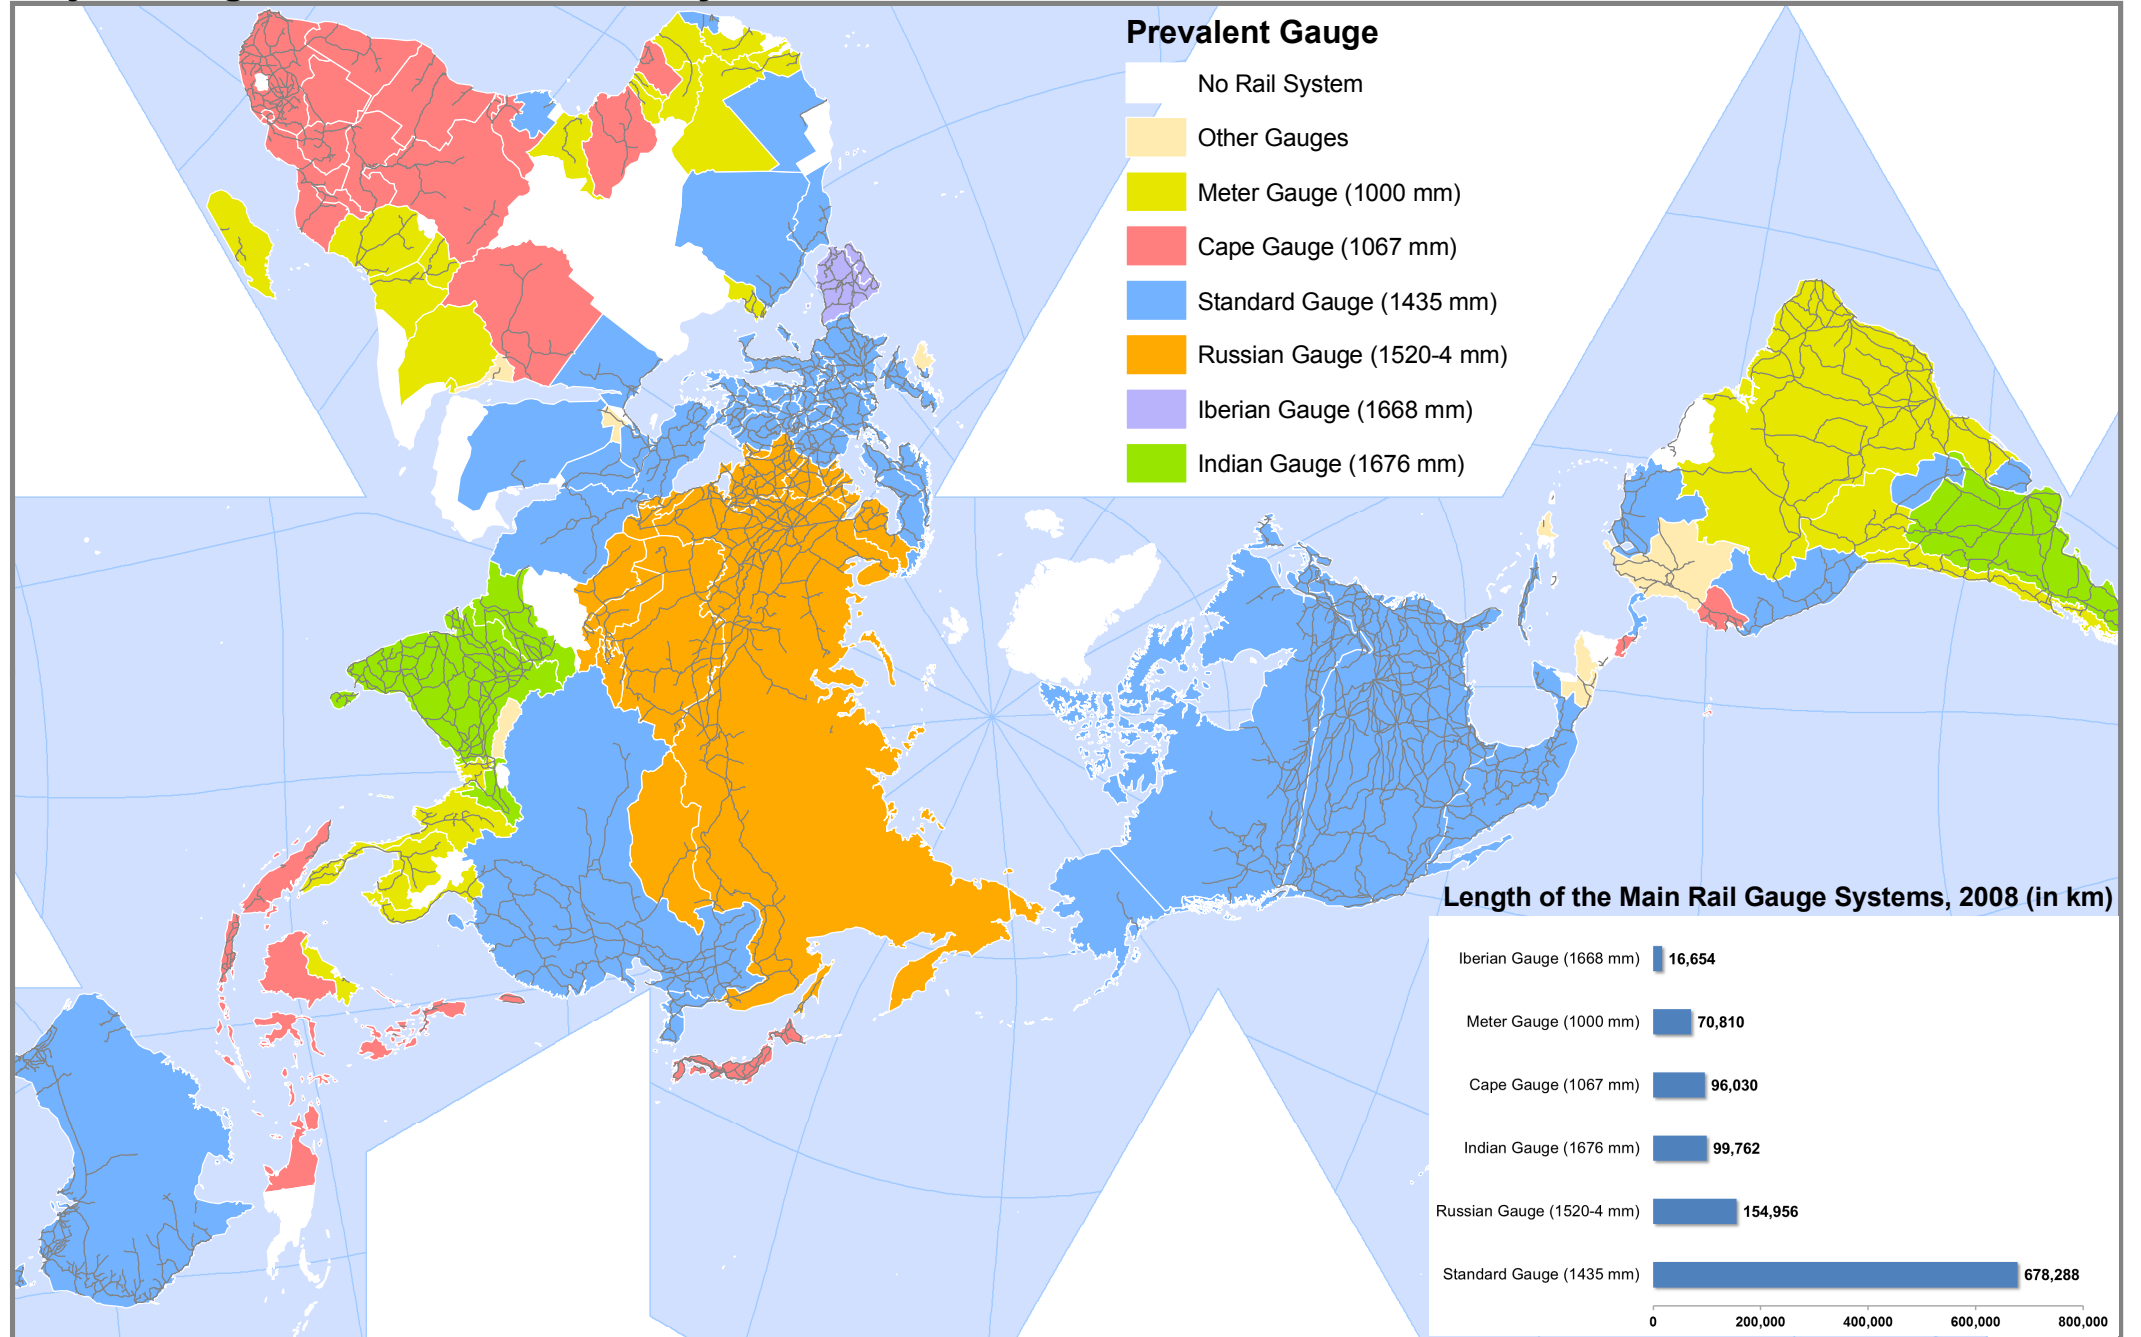 Prevalent Gauge
No Rail System
Other Gauges
Meter Gauge (1000 mm)
Cape Gauge (1067 mm)
Standard Gauge (1435 mm)
Russian Gauge (1520-4 mm)
Iberian Gauge (1668 mm)
Indian Gauge (1676 mm)
Length of the Main Rail Gauge Systems, 2008 (in km)
Iberian Gauge (1668 mm) 16,654
Meter Gauge (1000 mm) 70,810
Cape Gauge (1067 mm) 96,030
Indian Gauge (1676 mm) 99,762
Russian Gauge (1520-4 mm) 154,956
Standard Gauge (1435 mm) 678,288
0 200,000 400,000 600,000 800,000